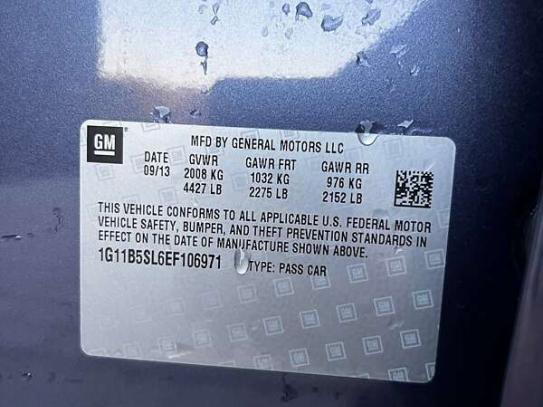 GM
MFD BY GENERAL MOTORS LLC
DATE GVWR GAWR FRT GAWR RR
09/13 2008 KG 1032 KG 976 KG
4427 LB 2275 LB 2152 LB
THIS VEHICLE CONFORMS TO ALL APPLICABLE U.S. FEDERAL MOTOR
VEHICLE SAFETY, BUMPER, AND THEFT PREVENTION STANDARDS IN
EFFECT ON THE DATE OF MANUFACTURE SHOWN ABOVE.
1G11B5SL6EF106971 TYPE: PASS CAR